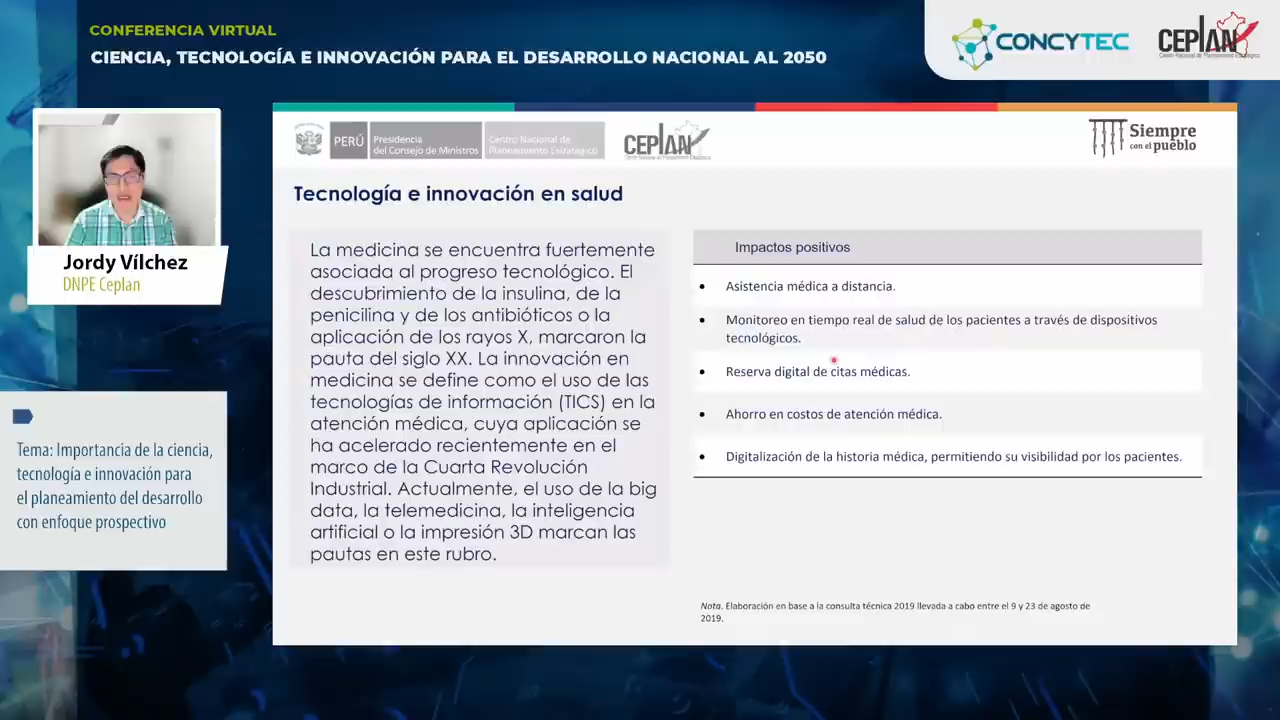 CONFERENCIA VIRTUAL
CIENCIA, TECNOLOGÍA E INNOVACIÓN PARA EL DESARROLLO NACIONAL AL 2050
CONCYTEC
CEPLAN
Centro Nacional de Planeamiento Estratégico
PERÚ
Presidencia
del Consejo de Ministros
Centro Nacional de
Planeamiento Estratégico
CEPLAN
Siempre
con el pueblo
Jordy Vílchez
DNPE Ceplan
Tema: Importancia de la ciencia,
tecnología e innovación para
el planeamiento del desarrollo
con enfoque prospectivo
Tecnología e innovación en salud
La medicina se encuentra fuertemente
asociada al progreso tecnológico. El
descubrimiento de la insulina, de la
penicilina y de los antibióticos o la
aplicación de los rayos X, marcaron la
pauta del siglo XX. La innovación en
medicina se define como el uso de las
tecnologías de información (TICS) en la
atención médica, cuya aplicación se
ha acelerado recientemente en el
marco de la Cuarta Revolución
Industrial. Actualmente, el uso de la big
data, la telemedicina, la inteligencia
artificial o la impresión 3D marcan las
pautas en este rubro.
Impactos positivos
• Asistencia médica a distancia.
• Monitoreo en tiempo real de salud de los pacientes a través de dispositivos
tecnológicos.
• Reserva digital de citas médicas.
• Ahorro en costos de atención médica.
• Digitalización de la historia médica, permitiendo su visibilidad por los pacientes.
Nota. Elaboración en base a la consulta técnica 2019 llevada a cabo entre el 9 y 23 de agosto de
2019.